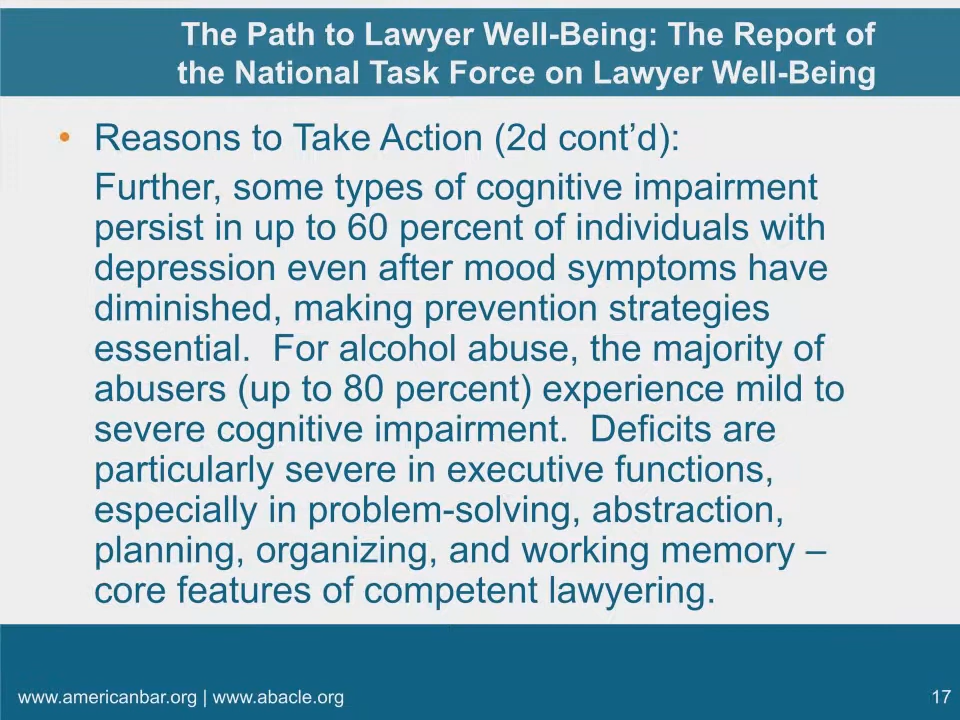 The Path to Lawyer Well-Being: The Report of
the National Task Force on Lawyer Well-Being
• Reasons to Take Action (2d cont’d):
Further, some types of cognitive impairment
persist in up to 60 percent of individuals with
depression even after mood symptoms have
diminished, making prevention strategies
essential.  For alcohol abuse, the majority of
abusers (up to 80 percent) experience mild to
severe cognitive impairment.  Deficits are
particularly severe in executive functions,
especially in problem-solving, abstraction,
planning, organizing, and working memory –
core features of competent lawyering.
www.americanbar.org | www.abacle.org
17